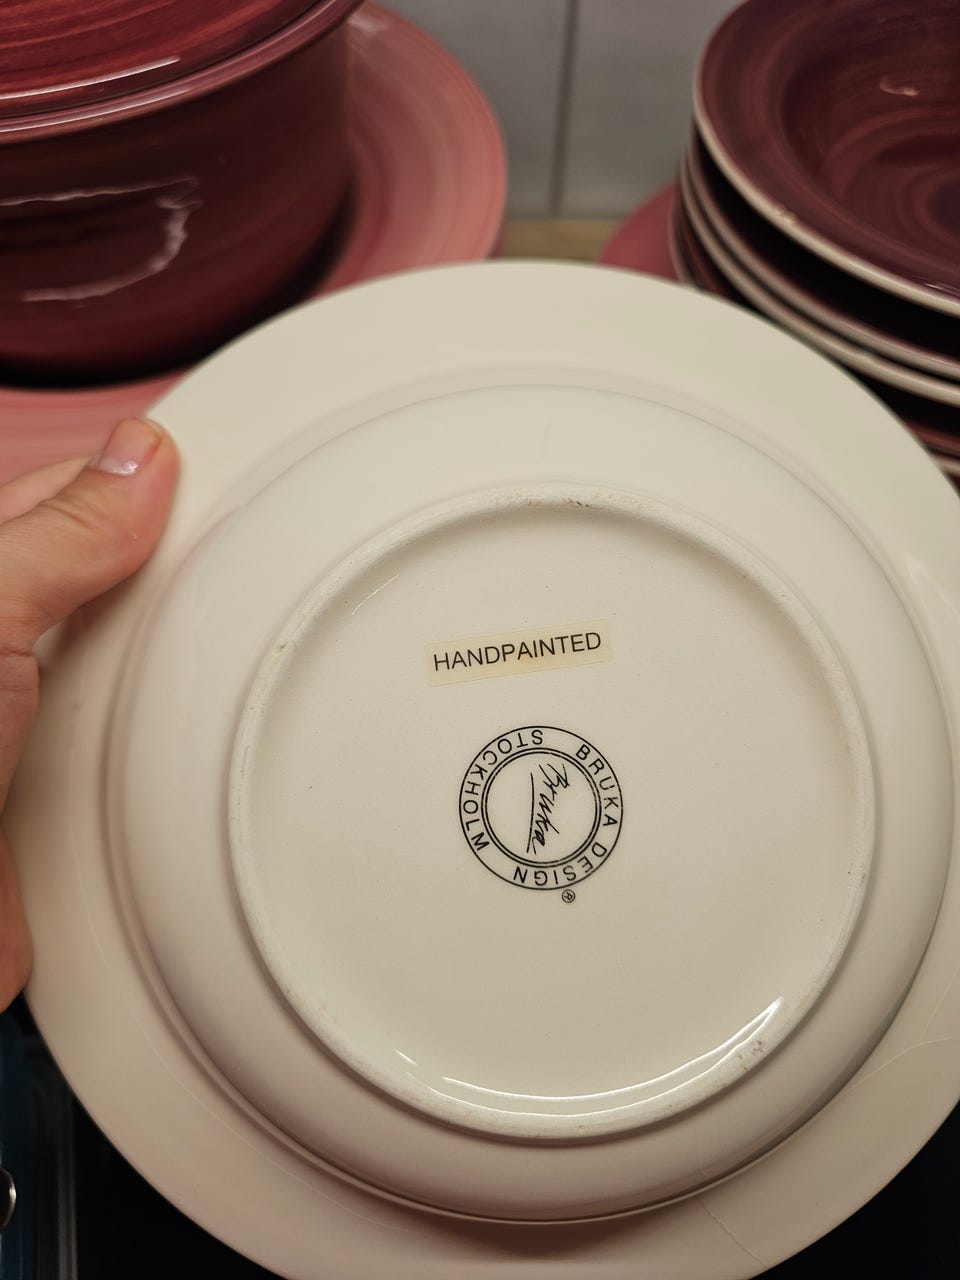 HANDPAINTED
BRUKA DESIGN STOCKHOLM
Bruka
®